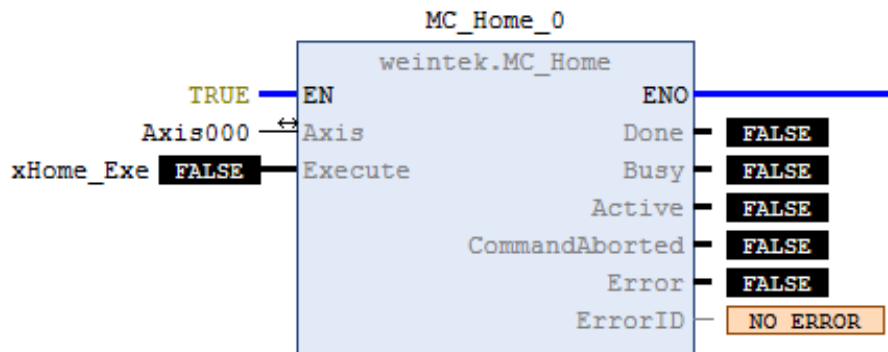 MC_Home_0
weintek.MC_Home
TRUE EN ENO
Axis000 Axis Done FALSE
xHome_Exe FALSE Execute Busy FALSE
Active FALSE
CommandAborted FALSE
Error FALSE
ErrorID NO ERROR